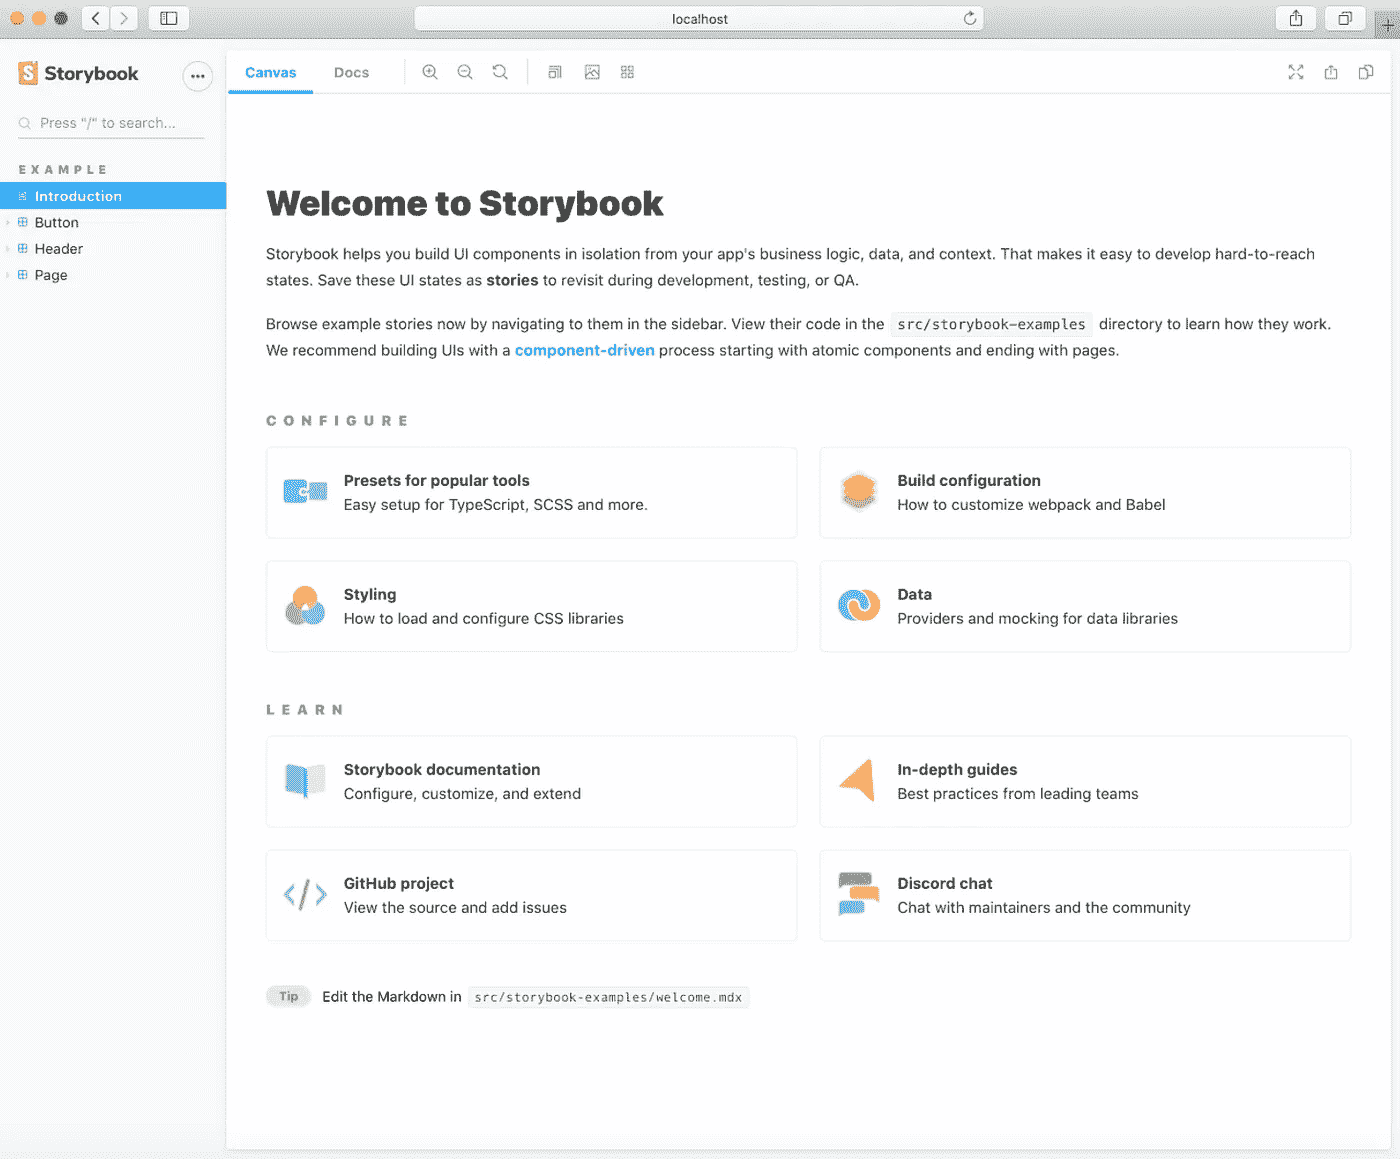 localhost
Storybook
Canvas Docs
Press "/" to search...
EXAMPLE
Introduction
Button
Header
Page
Welcome to Storybook
Storybook helps you build UI components in isolation from your app's business logic, data, and context. That makes it easy to develop hard-to-reach
states. Save these UI states as stories to revisit during development, testing, or QA.
Browse example stories now by navigating to them in the sidebar. View their code in the src/storybook-examples directory to learn how they work.
We recommend building UIs with a component-driven process starting with atomic components and ending with pages.
CONFIGURE
Presets for popular tools
Easy setup for TypeScript, SCSS and more.
Build configuration
How to customize webpack and Babel
Styling
How to load and configure CSS libraries
Data
Providers and mocking for data libraries
LEARN
Storybook documentation
Configure, customize, and extend
In-depth guides
Best practices from leading teams
GitHub project
View the source and add issues
Discord chat
Chat with maintainers and the community
Tip Edit the Markdown in src/storybook-examples/welcome.mdx